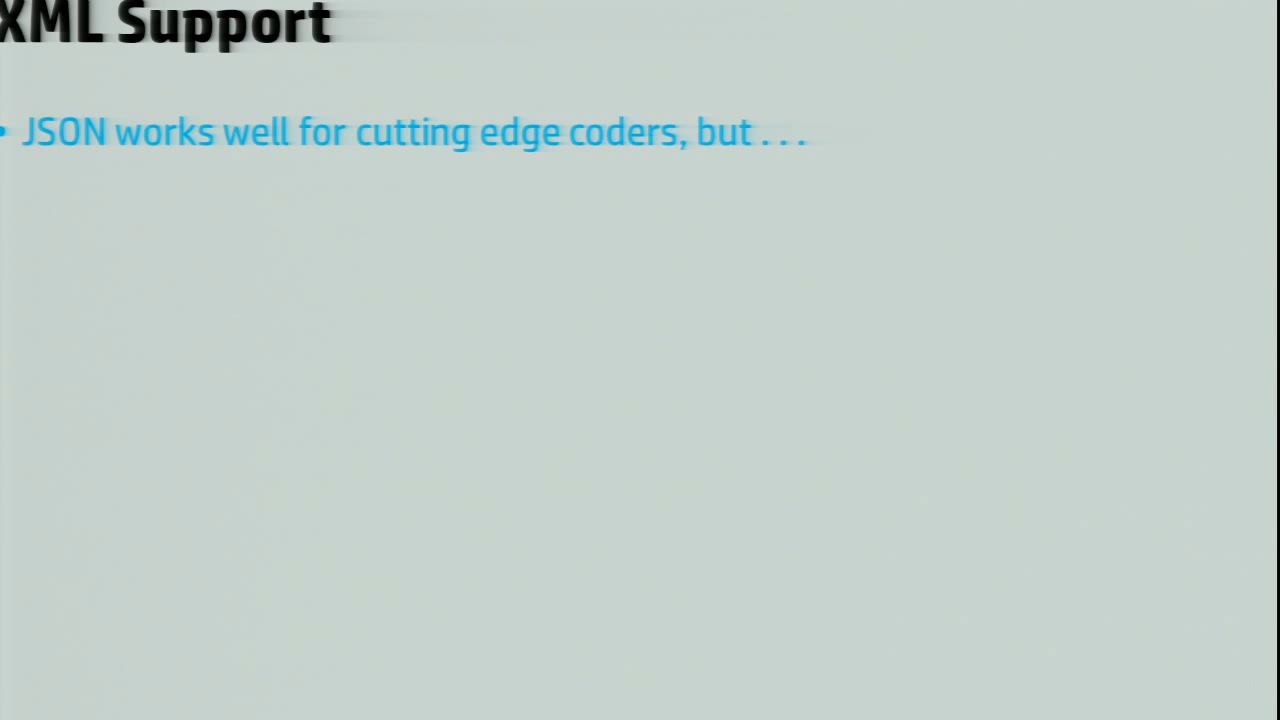 XML Support
• JSON works well for cutting edge coders, but . . .